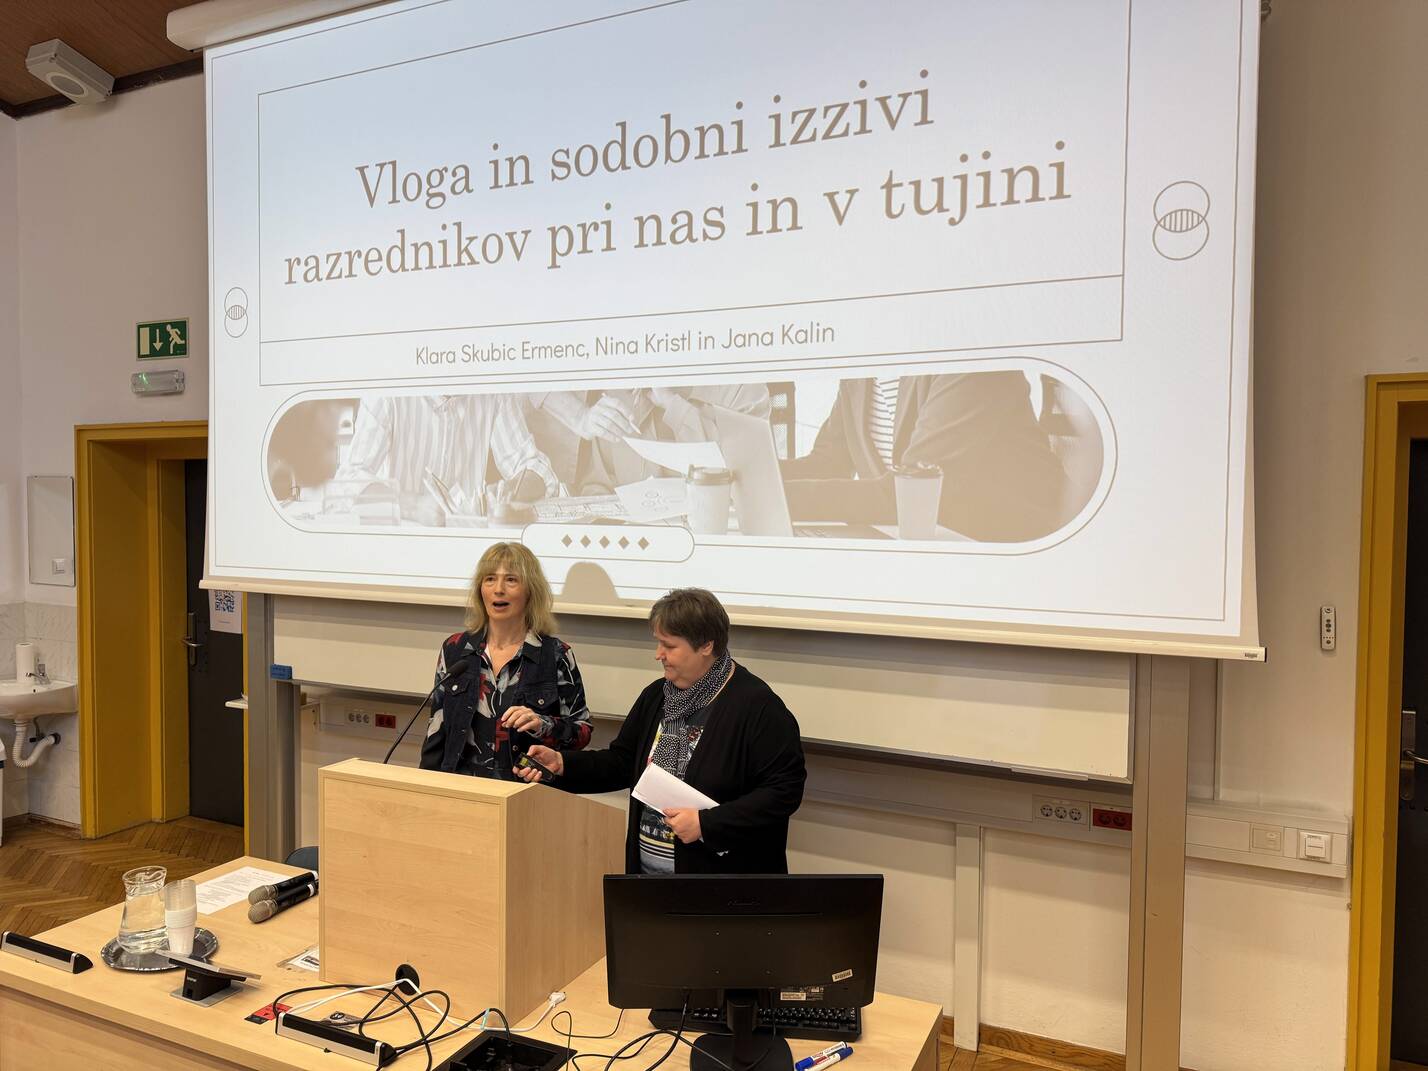 Vloga in sodobni izzivi
razrednikov pri nas in v tujini
Klara Skubic Ermenc, Nina Kristl in Jana Kalin